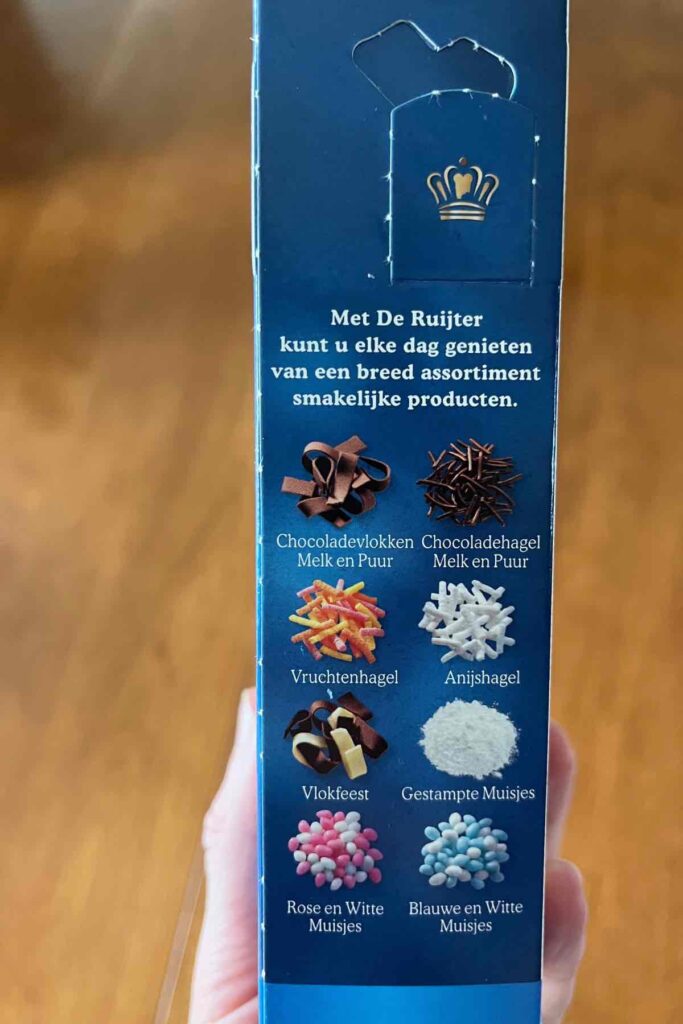 Met De Ruijter
kunt u elke dag genieten
van een breed assortiment
smakelijke producten.
Chocoladevlokken
Melk en Puur
Chocoladehagel
Melk en Puur
Vruchtenhagel
Anijshagel
Vlokfeest
Gestampte Muisjes
Rose en Witte
Muisjes
Blauwe en Witte
Muisjes